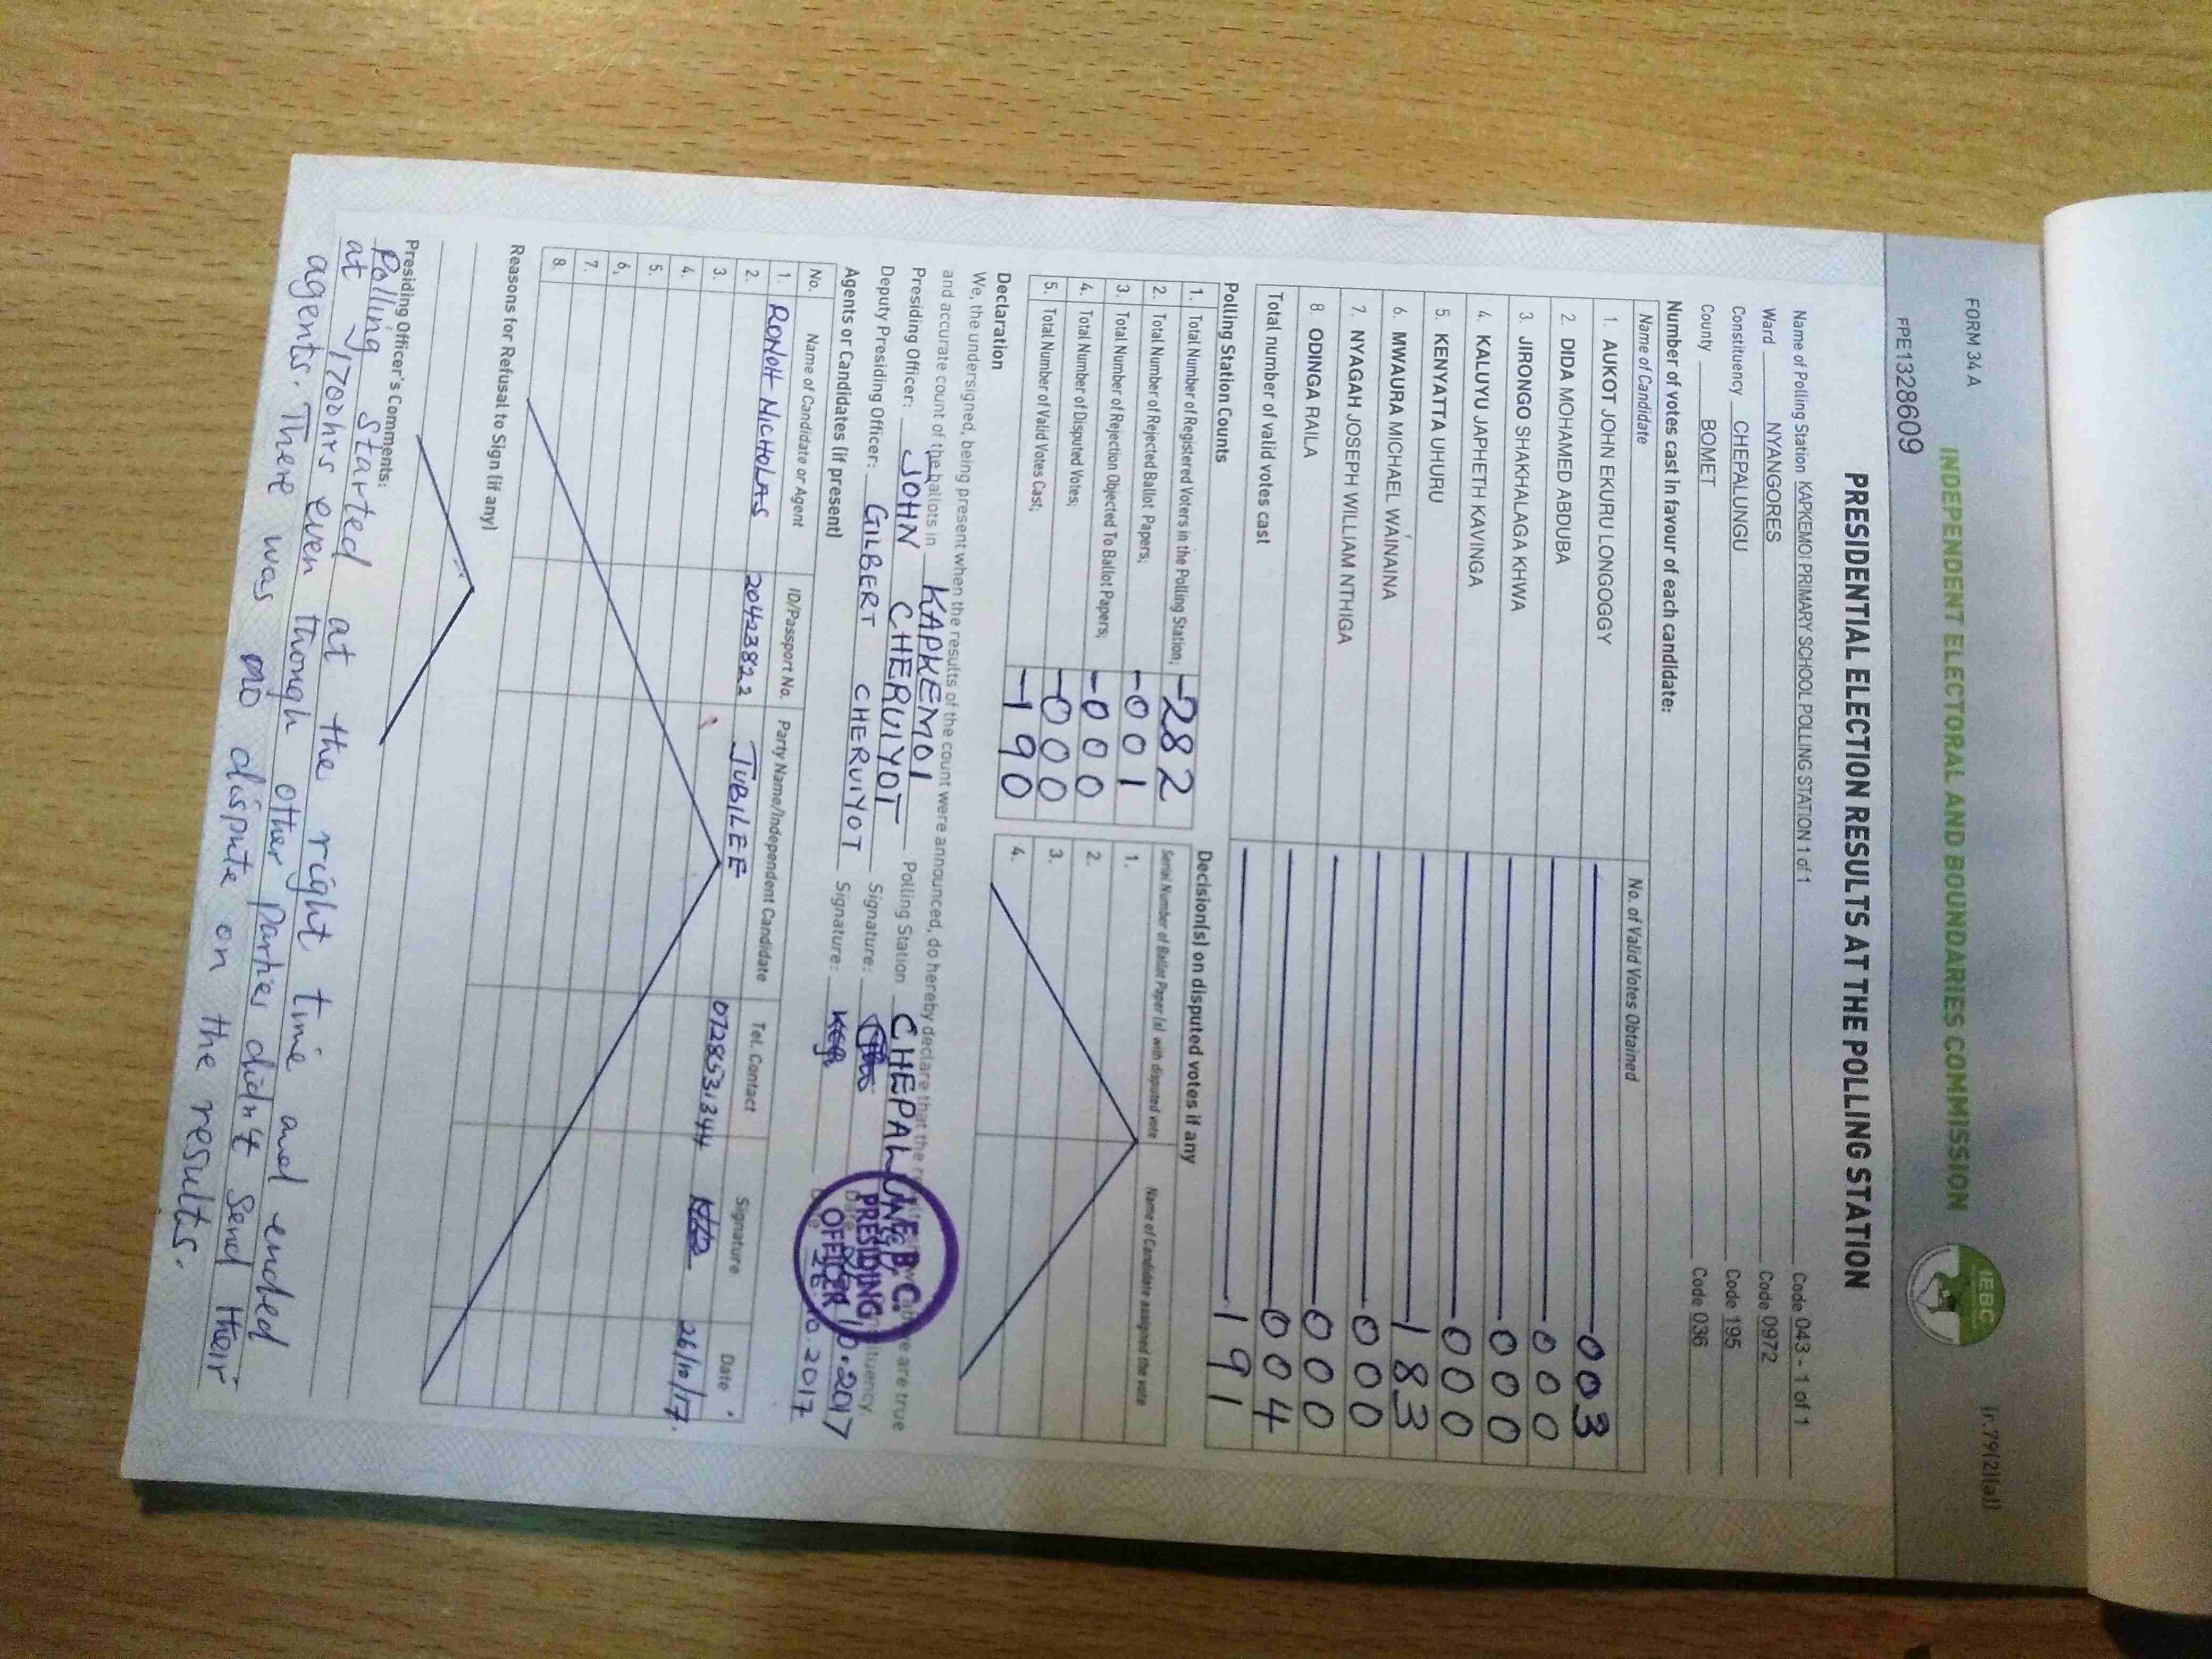 FORM 34 A
(r.79(2)(a))
INDEPENDENT ELECTORAL AND BOUNDARIES COMMISSION
IEBC
FPE1328609
PRESIDENTIAL ELECTION RESULTS AT THE POLLING STATION
Name of Polling Station KAPKEMOI PRIMARY SCHOOL POLLING STATION 1 of 1 Code 043 - 1 of 1
Ward NYANGORES Code 0972
Constituency CHEPALUNGU Code 195
County BOMET Code 036
Number of votes cast in favour of each candidate:
Name of Candidate No. of Valid Votes Obtained
1. AUKOT JOHN EKURU LONGOGGY 003
2. DIDA MOHAMED ABDUBA 000
3. JIRONGO SHAKHALAGA KHWA 000
4. KALUYU JAPHETH KAVINGA 000
5. KENYATTA UHURU 183
6. MWAURA MICHAEL WAINAINA 000
7. NYAGAH JOSEPH WILLIAM NTHIGA 000
8. ODINGA RAILA 004
Total number of valid votes cast 191
Polling Station Counts
1. Total Number of Registered Voters in the Polling Station; -282
2. Total Number of Rejected Ballot Papers; -001
3. Total Number of Rejection Objected To Ballot Papers; -000
4. Total Number of Disputed Votes; -000
5. Total Number of Valid Votes Cast; -190
Decision(s) on disputed votes if any
Serial Number of Ballot Paper (s) with disputed vote Name of Candidate assigned the vote
1.
2.
3.
4.
Declaration
We, the undersigned, being present when the results of the count were announced, do hereby declare that the are true
and accurate count of the ballots in KAPKEMOI Polling Station CHEPALUNGU
Presiding Officer: JOHN CHERUIYOT Signature: 10.2017
Deputy Presiding Officer: GILBERT CHERUIYOT Signature: 26.10.2017
I.E.B.C.
PRESIDING
OFFICER
Agents or Candidates (if present)
No. Name of Candidate or Agent ID/Passport No. Party Name/Independent Candidate Tel. Contact Signature Date
1. RONOH NICHOLAS 20423822 JUBILEE 0728531344 26/10/17.
2.
3.
4.
5.
6.
7.
8.
Reasons for Refusal to Sign (if any)
Presiding Officer's Comments:
Polling started at the right time and ended
at 1700hrs even though other parties didn't send their
agents. There was no dispute on the results.